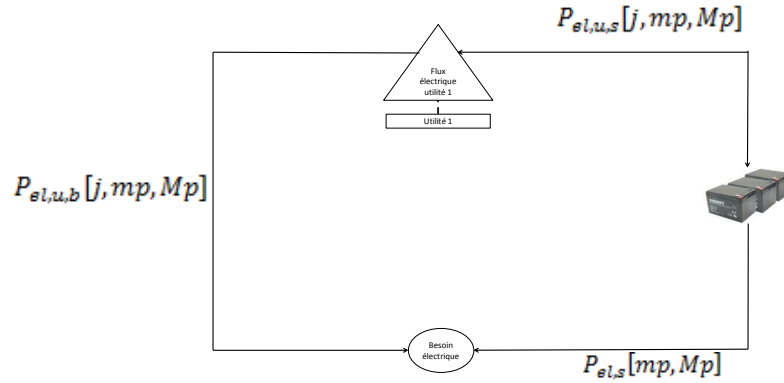 P_{el,u,s}[j, mp, Mp]
Flux
électrique
utilité 1
Utilité 1
P_{el,u,b}[j, mp, Mp]
Besoin
électrique
P_{el,s}[mp, Mp]